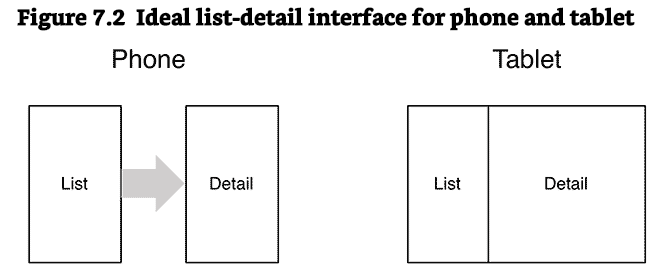 Figure 7.2 Ideal list-detail interface for phone and tablet
Phone
Tablet
List
Detail
List
Detail